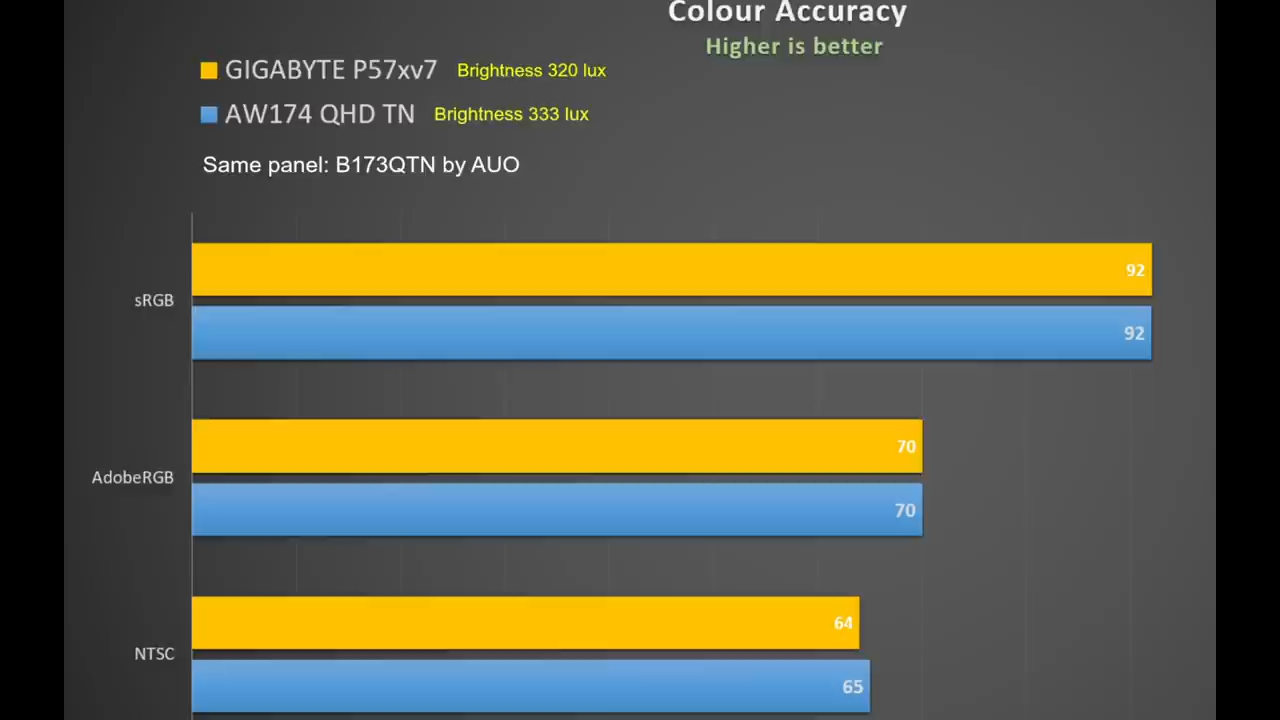 Colour Accuracy
Higher is better
GIGABYTE P57xv7 Brightness 320 lux
AW174 QHD TN Brightness 333 lux
Same panel: B173QTN by AUO
92
sRGB
92
70
AdobeRGB
70
64
NTSC
65